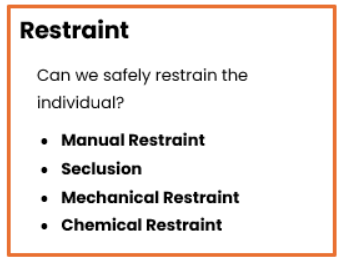 Restraint
Can we safely restrain the
individual?
• Manual Restraint
• Seclusion
• Mechanical Restraint
• Chemical Restraint